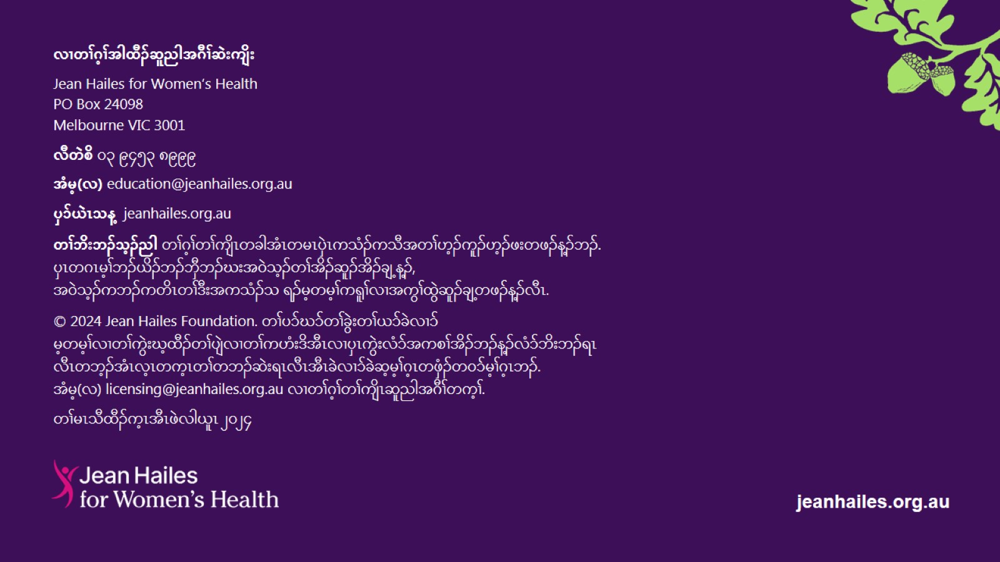 လၢတၢ်ဂ့ၢ်အါထီၣ်ဆူညါအဂီၢ်ဆဲးကျိး
Jean Hailes for Women’s Health
PO Box 24098
Melbourne VIC 3001
လီတဲစိ ၀၃ ၉၄၅၃ ၈၉၉၉
အံမ့(လ) education@jeanhailes.org.au
ပှၥ်ယဲၤသန့ jeanhailes.org.au
တၢ်ဘိးဘၣ်သ့ၣ်ညါ တၢ်ဂ့ၢ်တၢ်ကျိၤတခါအံၤတမၤပှဲၤကသံၣ်ကသီအတၢ်ဟ့ၣ်ကူၣ်ဟ့ၣ်ဖးတဖၣ်န့ၣ်ဘၣ်.
ပှၤတဂၤမ့ၢ်ဘၣ်ယိၣ်ဘၣ်ဘှီဘၣ်ဃးအဝဲသ့ၣ်တၢ်အိၣ်ဆူၣ်အိၣ်ချ့န့ၣ်,
အဝဲသ့ၣ်ကဘၣ်ကတိၤတၢ်ဒီးအကသံၣ်သ ရၣ်မ့တမ့ၢ်ကရူၢ်လၢအကွၢ်ထွဲဆူၣ်ချ့တဖၣ်န့ၣ်လီၤ.
© 2024 Jean Hailes Foundation. တၢ်ပၥ်ဃၥ်တၢ်ခွဲးတၢ်ယၥ်ခဲလၢၥ်
မ့တမ့ၢ်လၢတၢ်ကွဲးဃ့ထီၣ်တၢ်ပျဲလၢတၢ်ကဟံးဒိအီၤလၢပှၤကွဲးလံၥ်အကစၢ်အိၣ်ဘၣ်န့ၣ်လံၥ်ဘိးဘၣ်ရၤ
လီၤတဘ့ၣ်အံၤလ့ၤတက့ၤတၢ်တဘၣ်ဆဲးရၤလီၤအီၤခဲလၢၥ်ခဲဆ့မ့ၢ်ဂ့ၤတဖှံၣ်တဝၥ်မ့ၢ်ဂ့ၤဘၣ်.
အံမ့(လ) licensing@jeanhailes.org.au လၢတၢ်ဂ့ၢ်တၢ်ကျိၤဆူညါအဂီၢ်တက့ၢ်.
တၢ်မၤသီထီၣ်က့ၤအီၤဖဲလါယူၤ ၂၀၂၄
Jean Hailes
for Women’s Health
jeanhailes.org.au